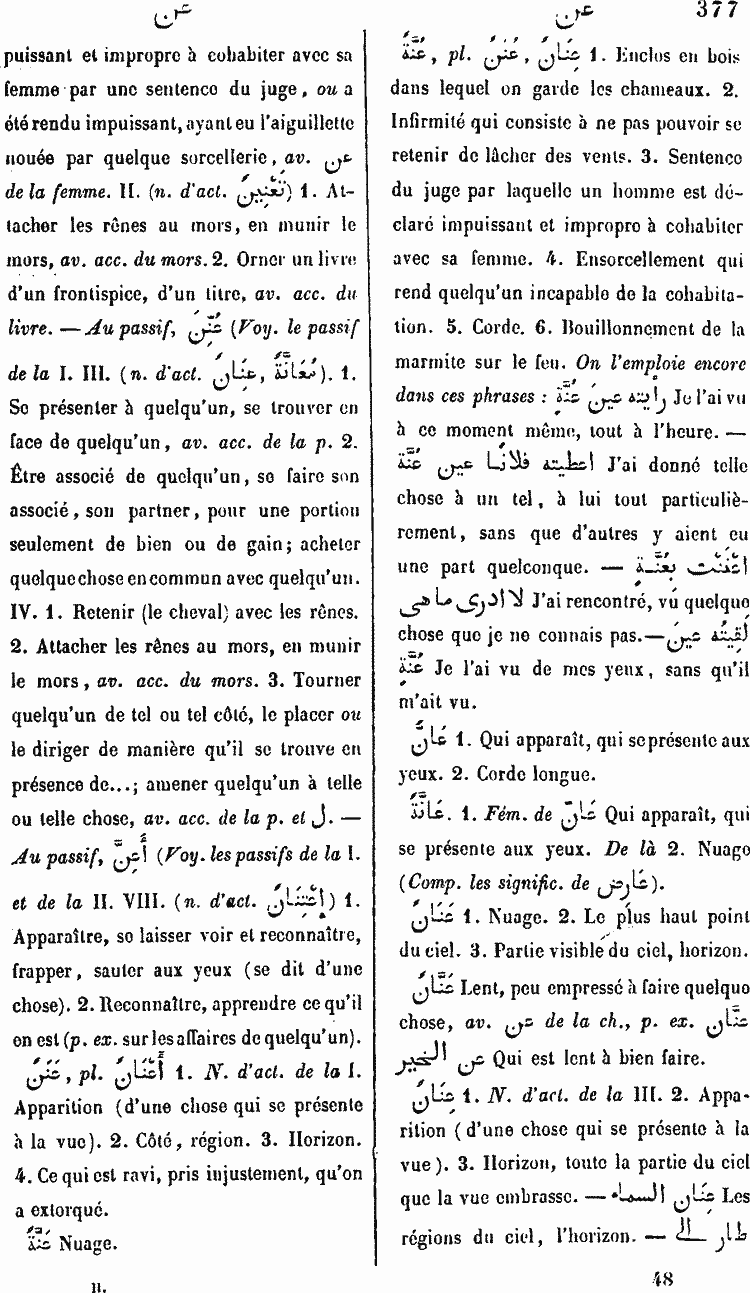 عن
عن
377
puissant et impropre à cohabiter avec sa
femme par une sentence du juge, ou a
été rendu impuissant, ayant eu l'aiguillette
nouée par quelque sorcellerie, av. عن
de la femme. II. (n. d'act. تَعْنِينٌ) 1. At-
tacher les rênes au mors, en munir le
mors, av. acc. du mors. 2. Orner un livre
d'un frontispice, d'un titre, av. acc. du
livre. — Au passif, عُنِّنَ (Voy. le passif
de la I. III. (n. d'act. عِنَانٌ, مُعَانَّةٌ). 1.
Se présenter à quelqu'un, se trouver en
face de quelqu'un, av. acc. de la p. 2.
Être associé de quelqu'un, se faire son
associé, son partner, pour une portion
seulement de bien ou de gain; acheter
quelque chose en commun avec quelqu'un.
IV. 1. Retenir (le cheval) avec les rênes.
2. Attacher les rênes au mors, en munir
le mors, av. acc. du mors. 3. Tourner
quelqu'un de tel ou tel côté, le placer ou
le diriger de manière qu'il se trouve en
présence de...; amener quelqu'un à telle
ou telle chose, av. acc. de la p. et ل. —
Au passif, أُعِنَّ (Voy. les passifs de la I.
et de la II. VIII. (n. d'act. إِعْتِنَانٌ) 1.
Apparaître, se laisser voir et reconnaître,
frapper, sauter aux yeux (se dit d'une
chose). 2. Reconnaître, apprendre ce qu'il
en est (p. ex. sur les affaires de quelqu'un).
عَنَنٌ, pl. أَعْنَانٌ 1. N. d'act. de la I.
Apparition (d'une chose qui se présente
à la vue). 2. Côté, région. 3. Horizon.
4. Ce qui est ravi, pris injustement, qu'on
a extorqué.
عَنَّةٌ Nuage.
II.
عُنَّةٌ, pl. عُنَنٌ, عِنَانٌ 1. Enclos en bois
dans lequel on garde les chameaux. 2.
Infirmité qui consiste à ne pas pouvoir se
retenir de lâcher des vents. 3. Sentence
du juge par laquelle un homme est dé-
claré impuissant et impropre à cohabiter
avec sa femme. 4. Ensorcellement qui
rend quelqu'un incapable de la cohabita-
tion. 5. Corde. 6. Bouillonnement de la
marmite sur le feu. On l'emploie encore
dans ces phrases : رايته عينَ عُنَّةٍ Je l'ai vu
à ce moment même, tout à l'heure. —
اعطيته فلانًا عين عُنَّةَ J'ai donné telle
chose à un tel, à lui tout particuliè-
rement, sans que d'autres y aient eu
une part quelconque. — بِعُنَّةٍ
لا ادرى ما هى J'ai rencontré, vu quelque
chose que je ne connais pas. — لَقِيتُه عينَ
عُنَّةٍ Je l'ai vu de mes yeux, sans qu'il
m'ait vu.
عَانٌّ 1. Qui apparaît, qui se présente aux
yeux. 2. Corde longue.
عَانَّةٌ. 1. Fém. de عَانّ Qui apparaît, qui
se présente aux yeux. De là 2. Nuage
(Comp. les signific. de عَارِض).
عَنَانٌ 1. Nuage. 2. Le plus haut point
du ciel. 3. Partie visible du ciel, horizon.
عَنَّانٌ Lent, peu empressé à faire quelque
chose, av. عن de la ch., p. ex. عَنَّان
عن الخير Qui est lent à bien faire.
عِنَانٌ 1. N. d'act. de la III. 2. Appa-
rition (d'une chose qui se présente à la
vue). 3. Horizon, toute la partie du ciel
que la vue embrasse. — عِنَان السماء Les
régions du ciel, l'horizon. — طار الى
48